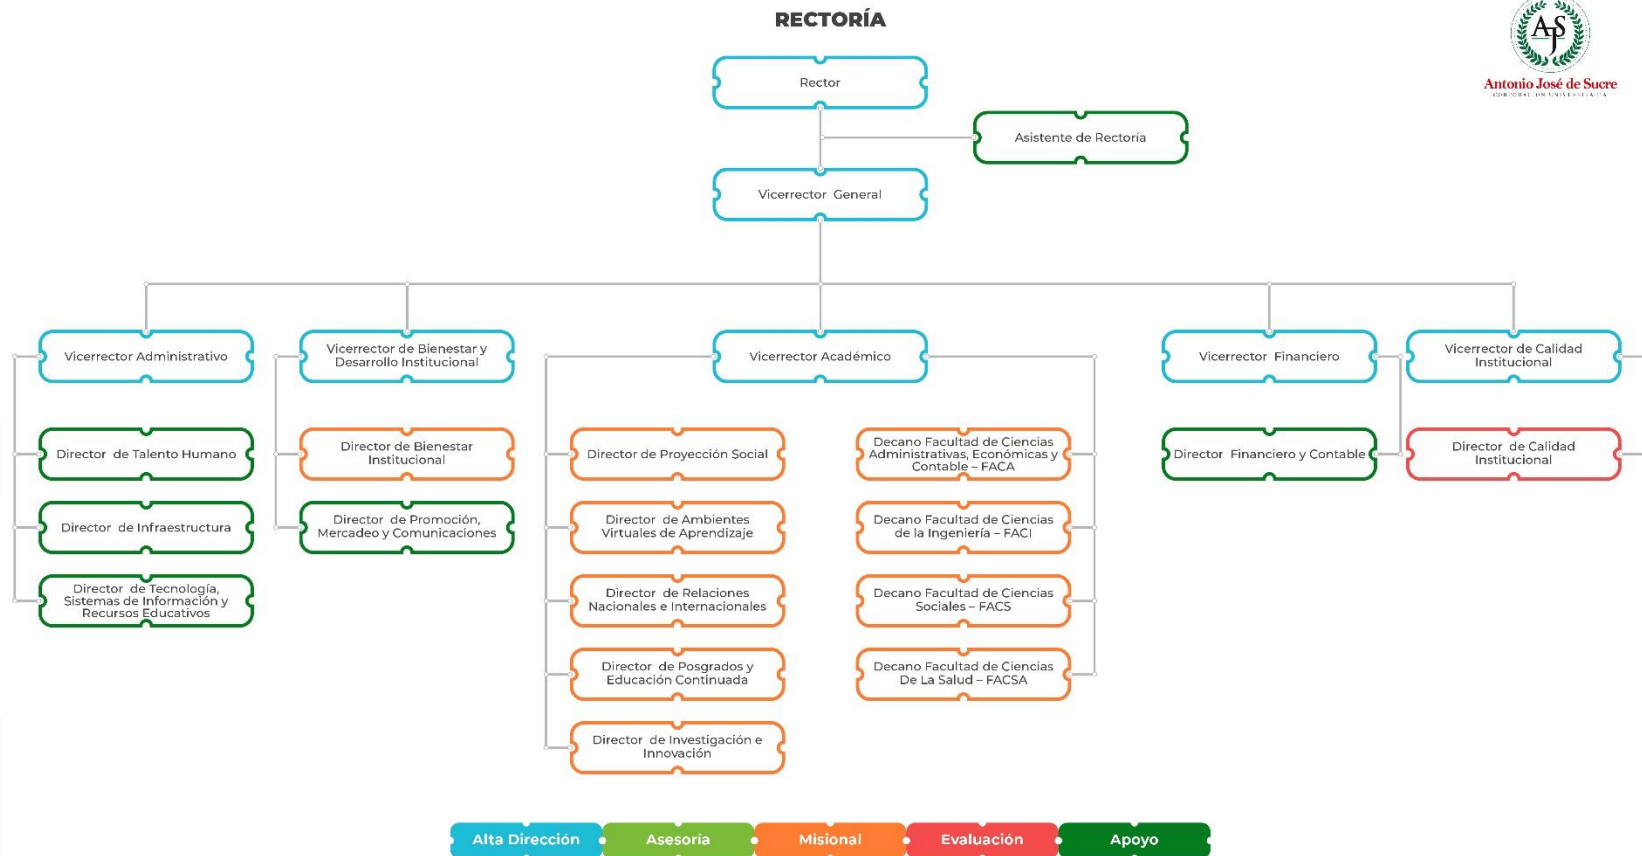 RECTORÍA
AJS
Antonio José de Sucre
CORPORACIÓN UNIVERSITARIA
Rector
Asistente de Rectoría
Vicerrector General
Vicerrector Administrativo
Vicerrector de Bienestar y
Desarrollo Institucional
Vicerrector Académico
Vicerrector Financiero
Vicerrector de Calidad
Institucional
Director de Talento Humano
Director de Bienestar
Institucional
Director de Proyección Social
Decano Facultad de Ciencias
Administrativas, Económicas y
Contable – FACA
Director Financiero y Contable
Director de Calidad
Institucional
Director de Infraestructura
Director de Promoción,
Mercadeo y Comunicaciones
Director de Ambientes
Virtuales de Aprendizaje
Decano Facultad de Ciencias
de la Ingeniería – FACI
Director de Tecnología,
Sistemas de Información y
Recursos Educativos
Director de Relaciones
Nacionales e Internacionales
Decano Facultad de Ciencias
Sociales – FACS
Director de Posgrados y
Educación Continuada
Decano Facultad de Ciencias
De La Salud – FACSA
Director de Investigación e
Innovación
Alta Dirección
Asesoría
Misional
Evaluación
Apoyo